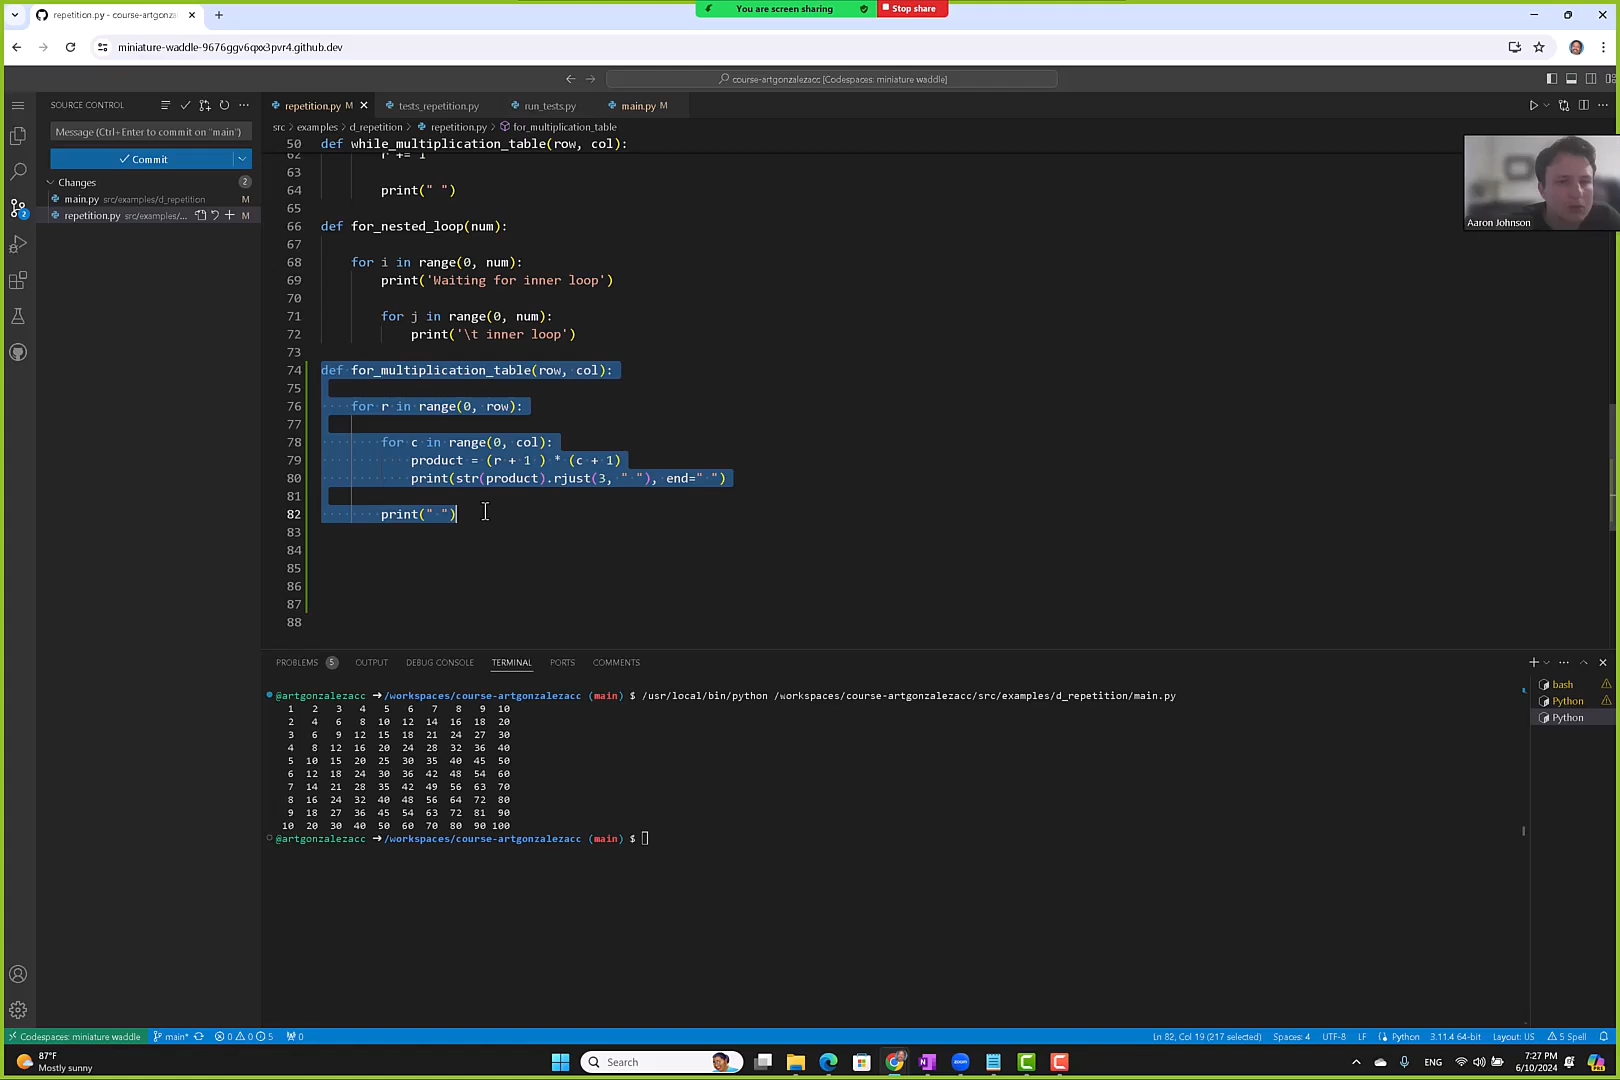 You are screen sharing
Stop share
repetition.py - course-artgonza
miniature-waddle-9676ggv6qxx3pvr4.github.dev
course-artgonzalezacc [Codespaces: miniature waddle]
SOURCE CONTROL
repetition.py M
tests_repetition.py
run_tests.py
main.py M
src > examples > d_repetition > repetition.py > for_multiplication_table
Message (Ctrl+Enter to commit on "main")
Commit
Changes 2
main.py src/examples/d_repetition M
repetition.py src/examples/... M
2
50 def while_multiplication_table(row, col):
62 r += 1
63
64 print(" ")
65
66 def for_nested_loop(num):
67
68 for i in range(0, num):
69 print('Waiting for inner loop')
70
71 for j in range(0, num):
72 print('\t inner loop')
73
74 def for_multiplication_table(row, col):
75
76 for r in range(0, row):
77
78 for c in range(0, col):
79 product = (r + 1 ) * (c + 1)
80 print(str(product).rjust(3, " "), end=" ")
81
82 print(" ")
83
84
85
86
87
88
Aaron Johnson
PROBLEMS 5 OUTPUT DEBUG CONSOLE TERMINAL PORTS COMMENTS
@artgonzalezacc ➜/workspaces/course-artgonzalezacc (main) $ /usr/local/bin/python /workspaces/course-artgonzalezacc/src/examples/d_repetition/main.py
1 2 3 4 5 6 7 8 9 10
2 4 6 8 10 12 14 16 18 20
3 6 9 12 15 18 21 24 27 30
4 8 12 16 20 24 28 32 36 40
5 10 15 20 25 30 35 40 45 50
6 12 18 24 30 36 42 48 54 60
7 14 21 28 35 42 49 56 63 70
8 16 24 32 40 48 56 64 72 80
9 18 27 36 45 54 63 72 81 90
10 20 30 40 50 60 70 80 90 100
@artgonzalezacc ➜/workspaces/course-artgonzalezacc (main) $
bash
Python
Python
Codespaces: miniature waddle main* 0 0 5 0
Ln 82, Col 19 (217 selected) Spaces: 4 UTF-8 LF Python 3.11.4 64-bit Layout: US 5 Spell
87°F
Mostly sunny
Search
ENG
7:27 PM
6/10/2024